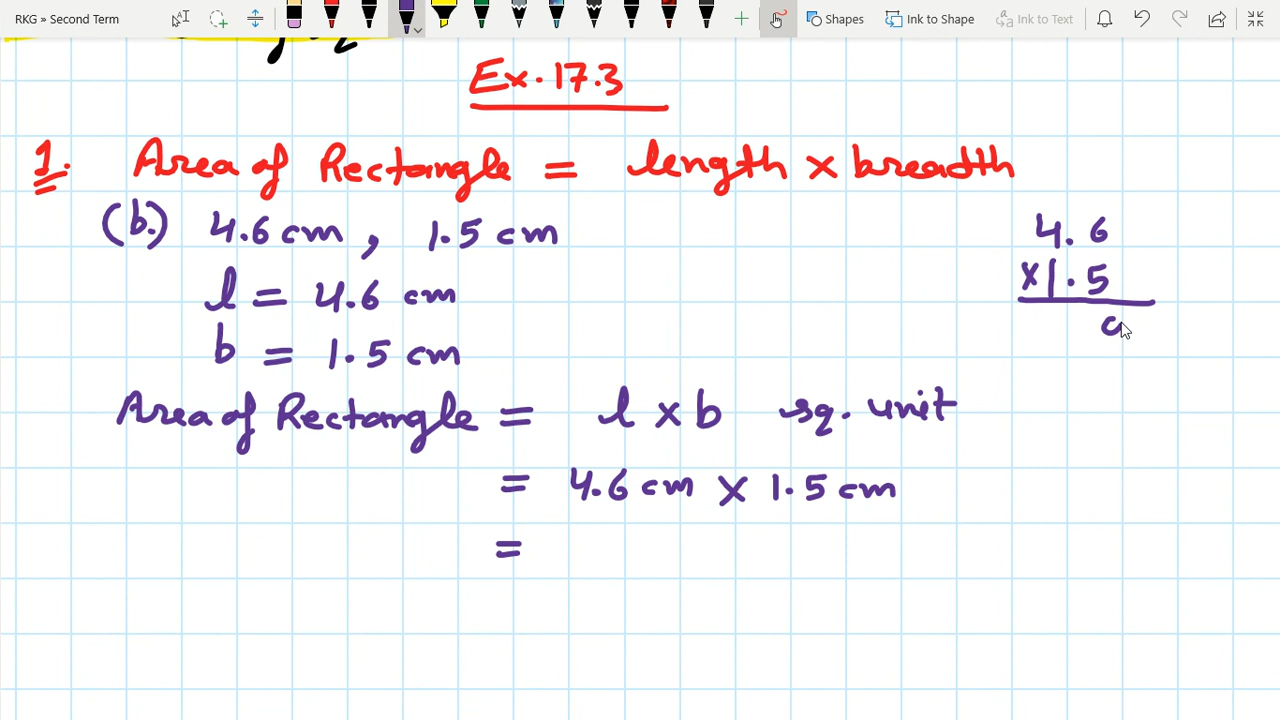 RKG » Second Term
Shapes
Ink to Shape
Ink to Text
Ex. 17.3
1. Area of Rectangle = length × breadth
(b.) 4.6 cm, 1.5 cm
l = 4.6 cm
b = 1.5 cm
Area of Rectangle = l × b sq. unit
= 4.6 cm × 1.5 cm
=
4.6
×1.5